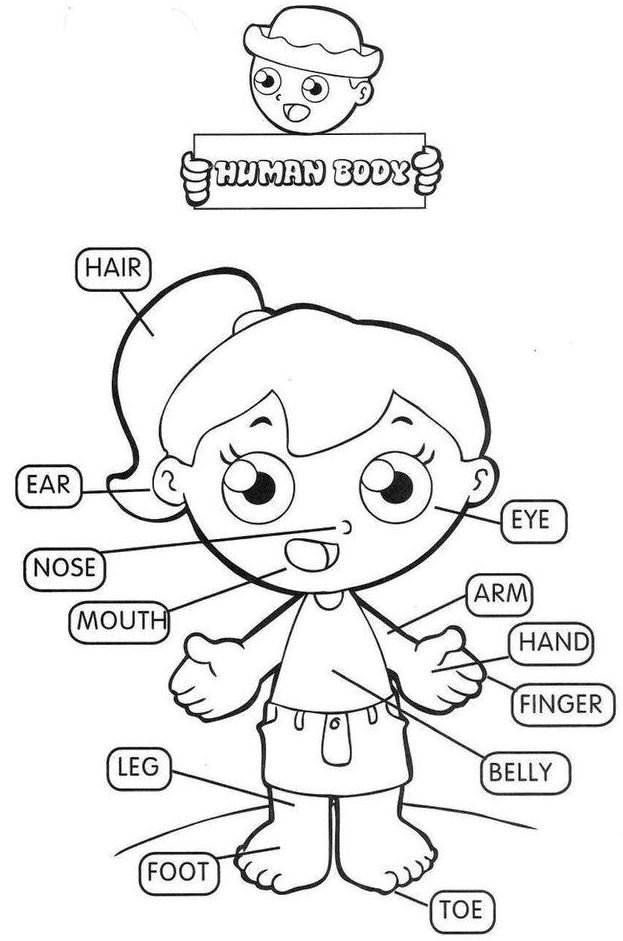 HUMAN BODY
HAIR
EAR
EYE
NOSE
ARM
MOUTH
HAND
FINGER
LEG
BELLY
FOOT
TOE